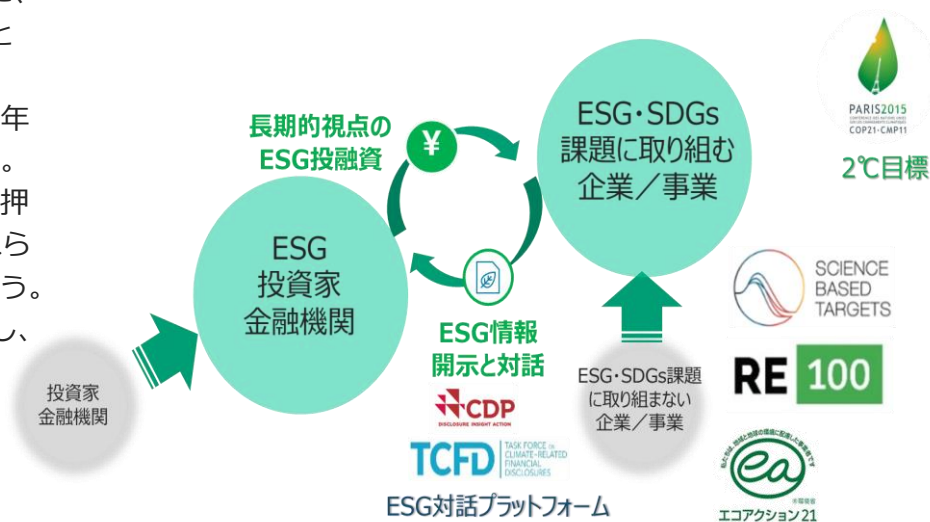 と
年
。
押
ら
う。
長期的視点の
ESG投融資
¥
ESG
投資家
金融機関
ESG・SDGs
課題に取り組む
企業／事業
ESG情報
開示と対話
投資家
金融機関
ESG・SDGs課題
に取り組まない
企業／事業
CDP
DISCLOSURE INSIGHT ACTION
TCFD
TASK FORCE ON
CLIMATE-RELATED
FINANCIAL
DISCLOSURES
ESG対話プラットフォーム
PARIS2015
COP21・CMP11
2℃目標
SCIENCE
BASED
TARGETS
RE 100
ea
エコアクション21